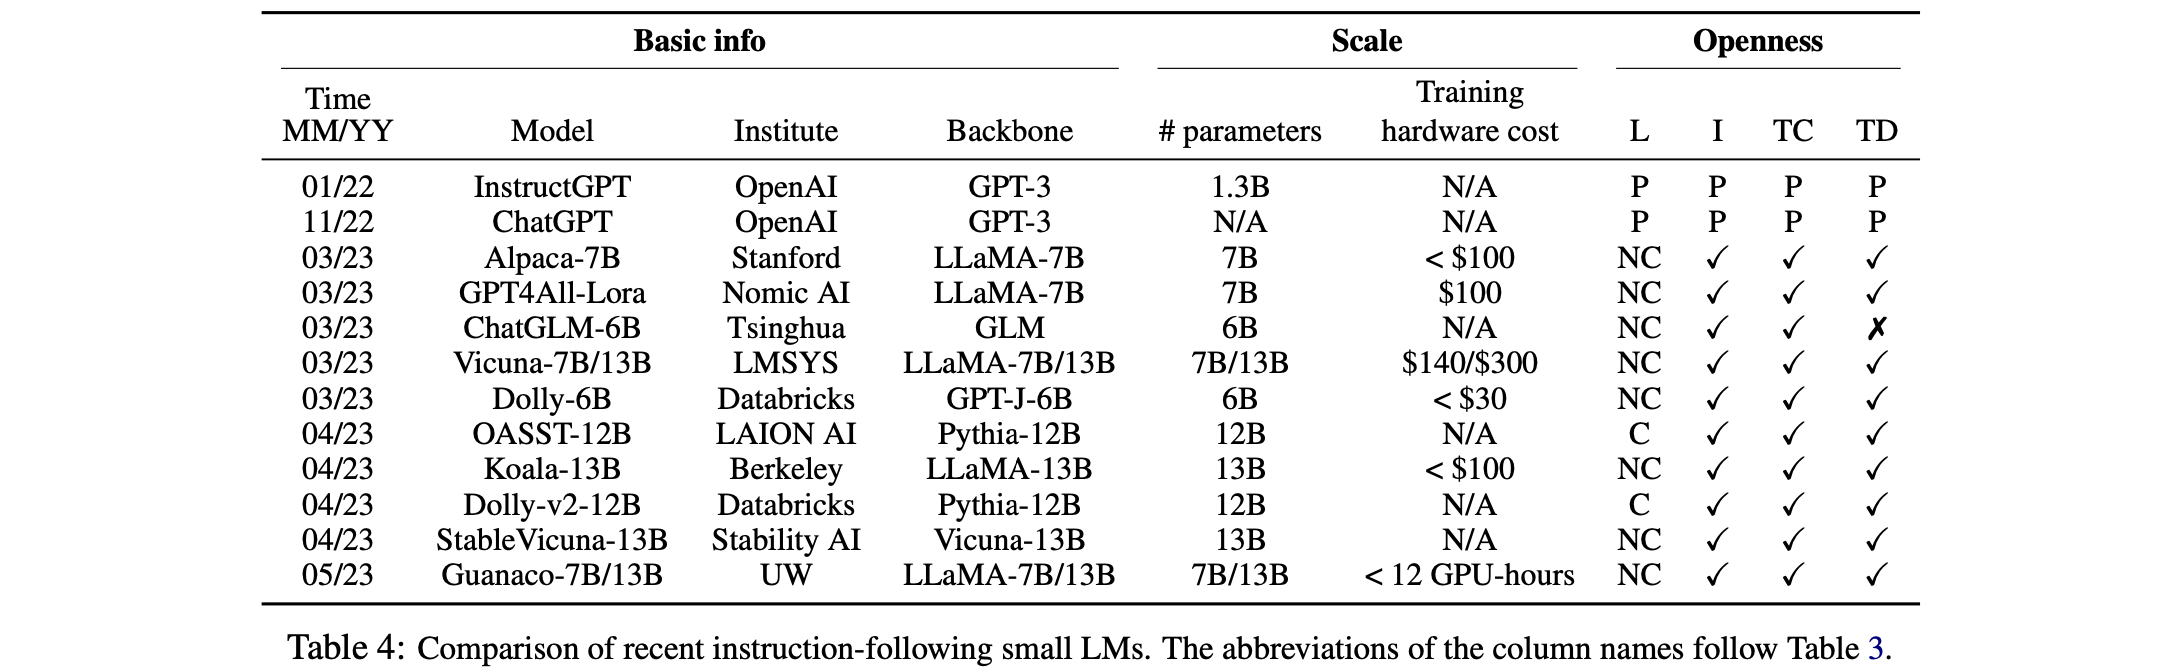 Basic info Scale Openness
Time MM/YY Model Institute Backbone # parameters Training hardware cost L I TC TD
01/22 InstructGPT OpenAI GPT-3 1.3B N/A P P P P
11/22 ChatGPT OpenAI GPT-3 N/A N/A P P P P
03/23 Alpaca-7B Stanford LLaMA-7B 7B < $100 NC ✓ ✓ ✓
03/23 GPT4All-Lora Nomic AI LLaMA-7B 7B $100 NC ✓ ✓ ✓
03/23 ChatGLM-6B Tsinghua GLM 6B N/A NC ✓ ✓ ✗
03/23 Vicuna-7B/13B LMSYS LLaMA-7B/13B 7B/13B $140/$300 NC ✓ ✓ ✓
03/23 Dolly-6B Databricks GPT-J-6B 6B < $30 NC ✓ ✓ ✓
04/23 OASST-12B LAION AI Pythia-12B 12B N/A C ✓ ✓ ✓
04/23 Koala-13B Berkeley LLaMA-13B 13B < $100 NC ✓ ✓ ✓
04/23 Dolly-v2-12B Databricks Pythia-12B 12B N/A C ✓ ✓ ✓
04/23 StableVicuna-13B Stability AI Vicuna-13B 13B N/A NC ✓ ✓ ✓
05/23 Guanaco-7B/13B UW LLaMA-7B/13B 7B/13B < 12 GPU-hours NC ✓ ✓ ✓
Table 4: Comparison of recent instruction-following small LMs. The abbreviations of the column names follow Table 3.